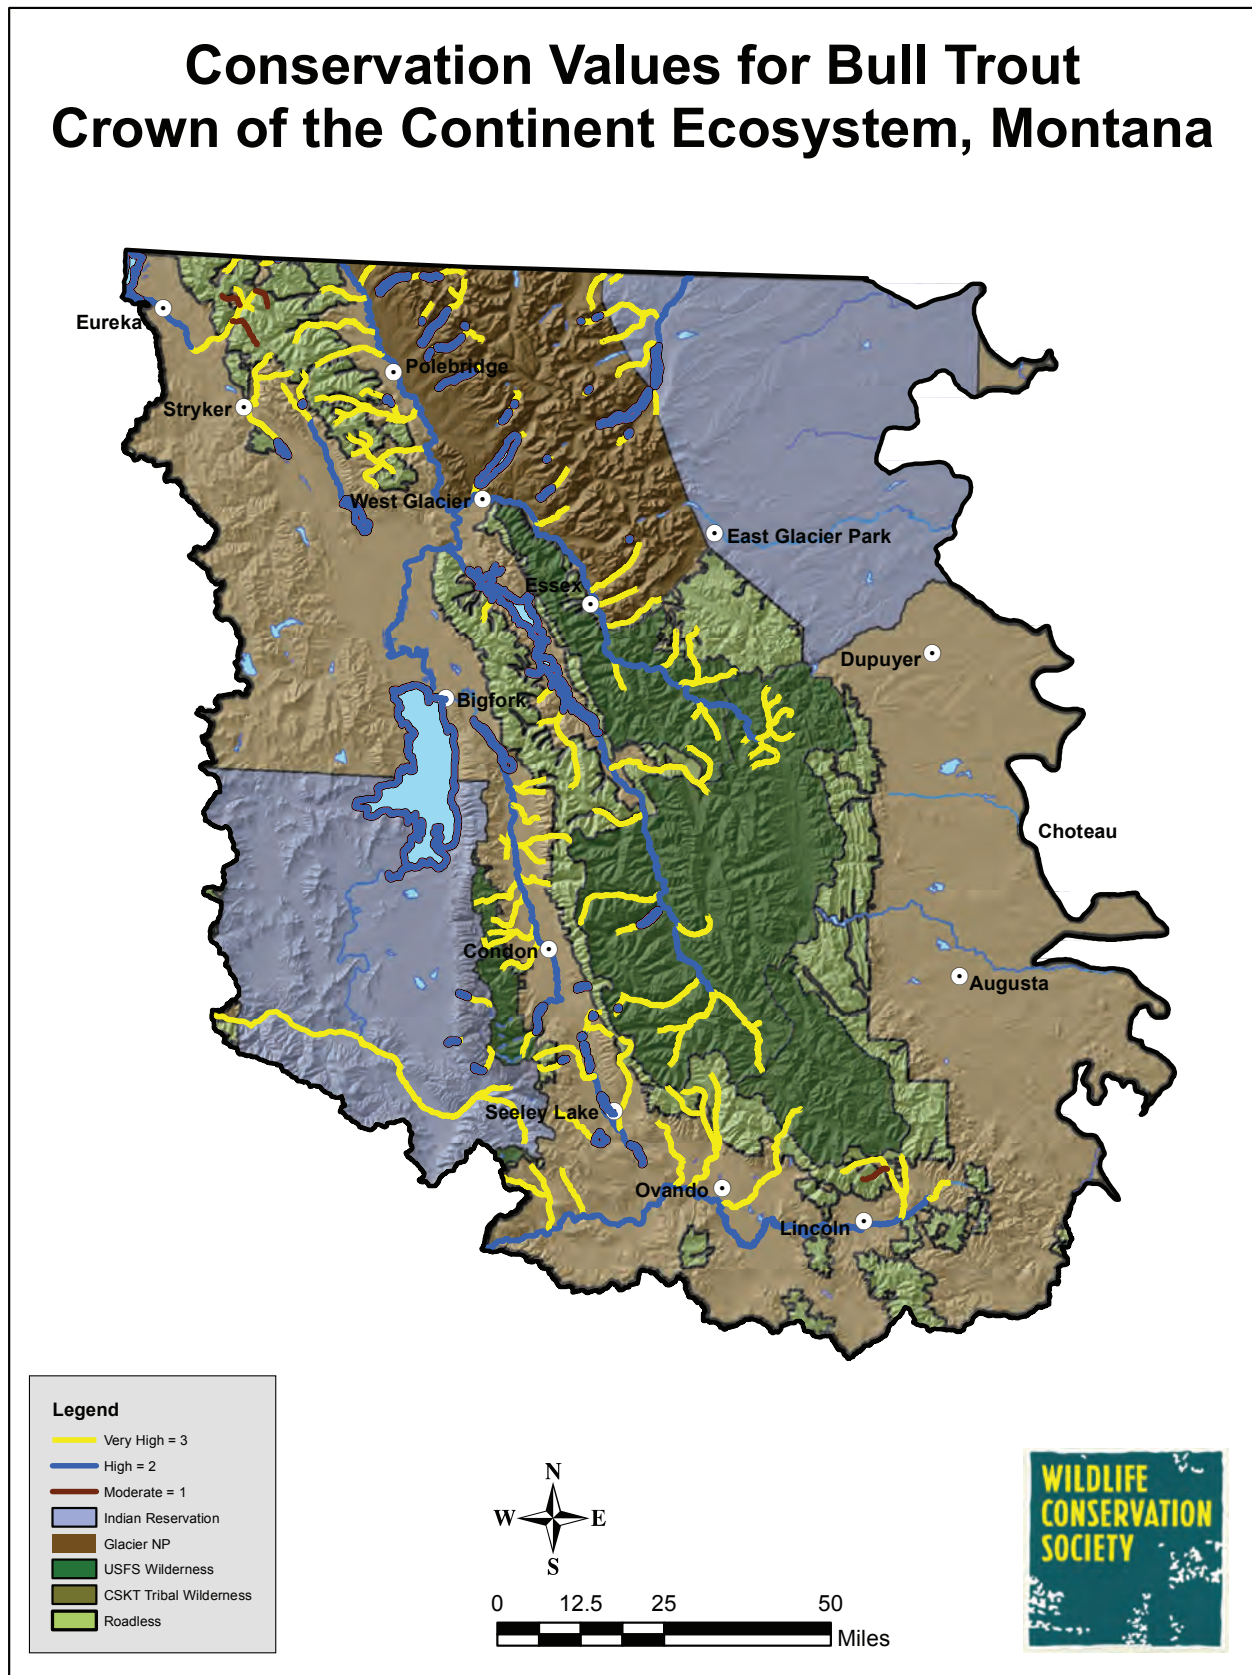 Conservation Values for Bull Trout
Crown of the Continent Ecosystem, Montana
Eureka
Polebridge
Stryker
West Glacier
East Glacier Park
Essex
Dupuyer
Bigfork
Choteau
Condon
Augusta
Seeley Lake
Ovando
Lincoln
Legend
Very High = 3
High = 2
Moderate = 1
Indian Reservation
Glacier NP
USFS Wilderness
CSKT Tribal Wilderness
Roadless
N
W E
S
0 12.5 25 50
Miles
WILDLIFE
CONSERVATION
SOCIETY